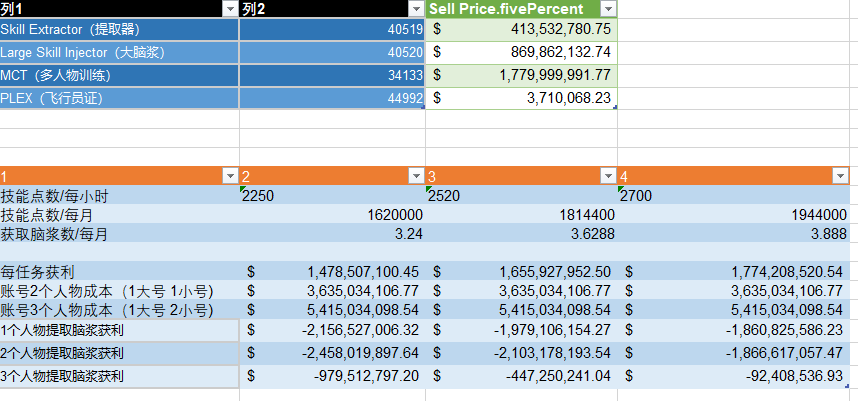 列1 列2 Sell Price.fivePercent
Skill Extractor（提取器） 40519 $ 413,532,780.75
Large Skill Injector（大脑浆） 40520 $ 869,862,132.74
MCT（多人物训练） 34133 $ 1,779,999,991.77
PLEX（飞行员证） 44992 $ 3,710,068.23
1 2 3 4
技能点数/每小时 2250 2520 2700
技能点数/每月 1620000 1814400 1944000
获取脑浆数/每月 3.24 3.6288 3.888
每任务获利 $ 1,478,507,100.45 $ 1,655,927,952.50 $ 1,774,208,520.54
账号2个人物成本（1大号 1小号) $ 3,635,034,106.77 $ 3,635,034,106.77 $ 3,635,034,106.77
账号3个人物成本（1大号 2小号) $ 5,415,034,098.54 $ 5,415,034,098.54 $ 5,415,034,098.54
1个人物提取脑浆获利 $ -2,156,527,006.32 $ -1,979,106,154.27 $ -1,860,825,586.23
2个人物提取脑浆获利 $ -2,458,019,897.64 $ -2,103,178,193.54 $ -1,866,617,057.47
3个人物提取脑浆获利 $ -979,512,797.20 $ -447,250,241.04 $ -92,408,536.93